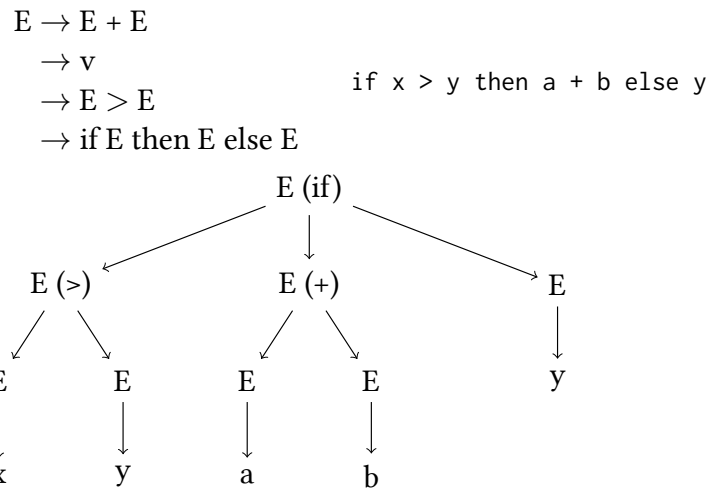 E → E + E
→ v
→ E > E
→ if E then E else E
if x > y then a + b else y
E (if)
E (>) E (+) E
E E E E y
x y a b